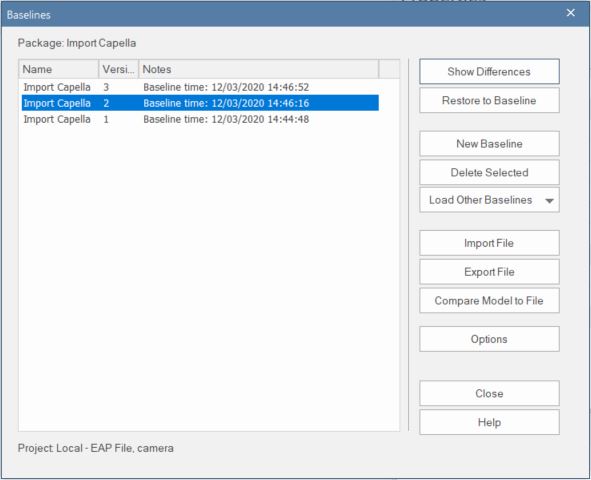 Baselines
Package: Import Capella
Name Versi... Notes
Import Capella 3 Baseline time: 12/03/2020 14:46:52
Import Capella 2 Baseline time: 12/03/2020 14:46:16
Import Capella 1 Baseline time: 12/03/2020 14:44:48
Show Differences
Restore to Baseline
New Baseline
Delete Selected
Load Other Baselines
Import File
Export File
Compare Model to File
Options
Close
Help
Project: Local - EAP File, camera